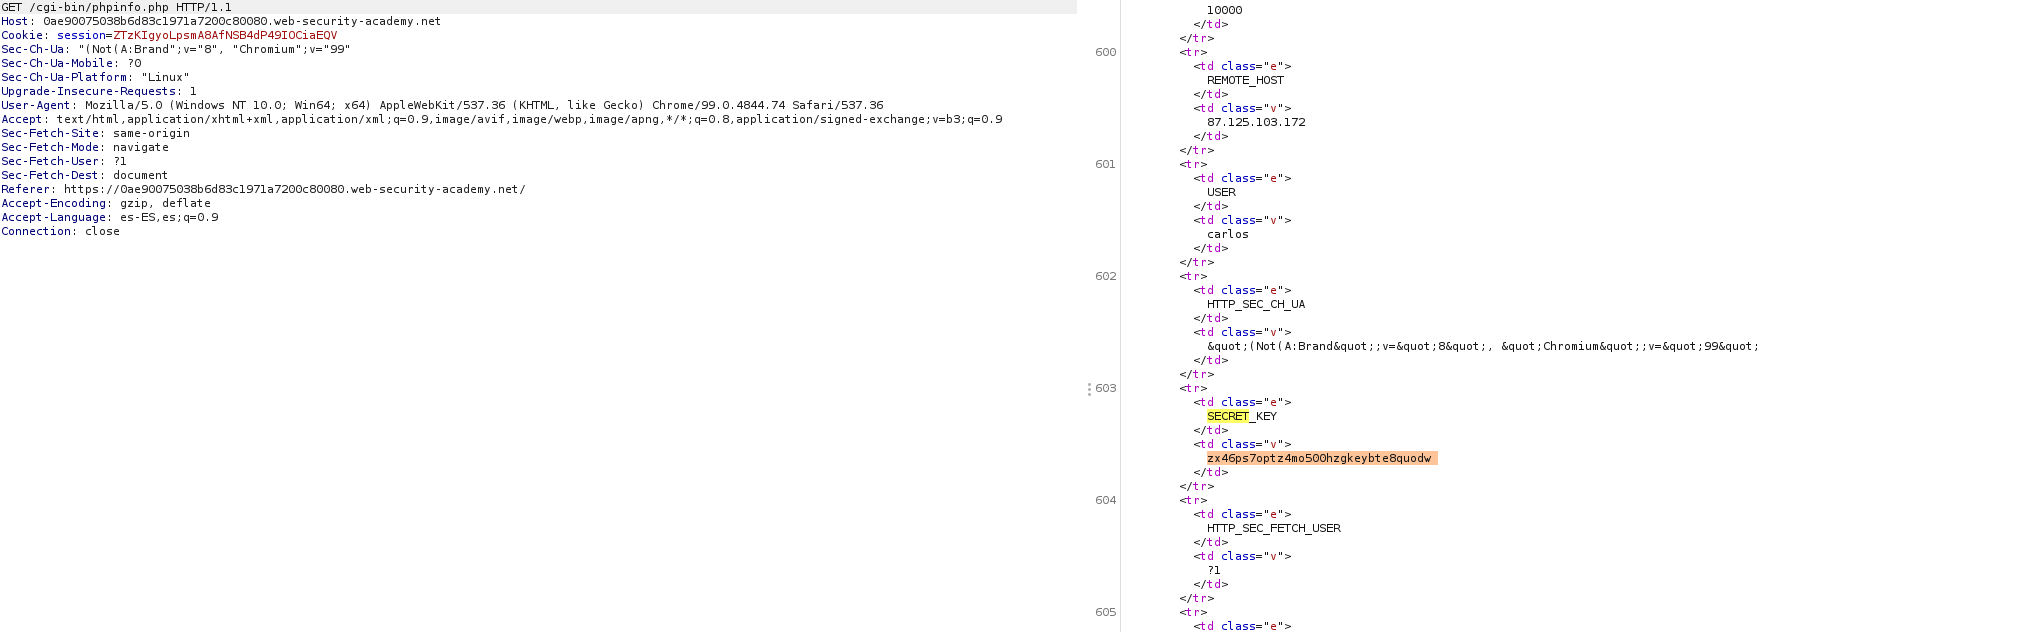 GET /cgi-bin/phpinfo.php HTTP/1.1
Host: 0ae90075038b6d83c1971a7200c80080.web-security-academy.net
Cookie: session=ZTzKIgyoLpsmA8AfNSB4dP49IOCiaEQV
Sec-Ch-Ua: "(Not(A:Brand";v="8", "Chromium";v="99"
Sec-Ch-Ua-Mobile: ?0
Sec-Ch-Ua-Platform: "Linux"
Upgrade-Insecure-Requests: 1
User-Agent: Mozilla/5.0 (Windows NT 10.0; Win64; x64) AppleWebKit/537.36 (KHTML, like Gecko) Chrome/99.0.4844.74 Safari/537.36
Accept: text/html,application/xhtml+xml,application/xml;q=0.9,image/avif,image/webp,image/apng,*/*;q=0.8,application/signed-exchange;v=b3;q=0.9
Sec-Fetch-Site: same-origin
Sec-Fetch-Mode: navigate
Sec-Fetch-User: ?1
Sec-Fetch-Dest: document
Referer: https://0ae90075038b6d83c1971a7200c80080.web-security-academy.net/
Accept-Encoding: gzip, deflate
Accept-Language: es-ES,es;q=0.9
Connection: close
10000
</td>
</tr>
600 <tr>
<td class="e">
REMOTE_HOST
</td>
<td class="v">
87.125.103.172
</td>
</tr>
601 <tr>
<td class="e">
USER
</td>
<td class="v">
carlos
</td>
</tr>
602 <tr>
<td class="e">
HTTP_SEC_CH_UA
</td>
<td class="v">
&quot;(Not(A:Brand&quot;;v=&quot;8&quot;, &quot;Chromium&quot;;v=&quot;99&quot;
</td>
</tr>
603 <tr>
<td class="e">
SECRET_KEY
</td>
<td class="v">
zx46ps7optz4mo500hzgkeybte8quodw
</td>
</tr>
604 <tr>
<td class="e">
HTTP_SEC_FETCH_USER
</td>
<td class="v">
?1
</td>
</tr>
605 <tr>
<td class="e">